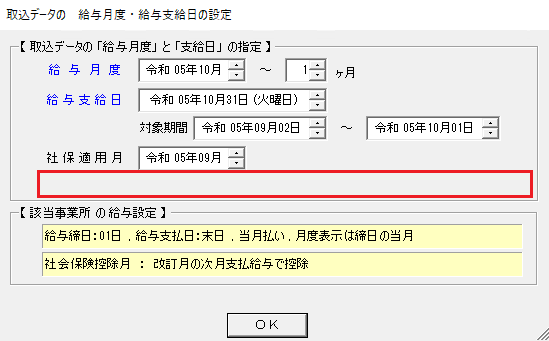 取込データの　給与月度・給与支給日の設定
【 取込データの「給与月度」と「支給日」の指定 】
給 与 月 度 令和 05年10月 ～ 1 ヶ月
給与支給日 令和 05年10月31日 (火曜日)
対象期間 令和 05年09月02日 ～ 令和 05年10月01日
社保適用月 令和 05年09月
【 該当事業所 の 給与設定 】
給与締日:01日 , 給与支払日:末日 , 当月払い , 月度表示は締日の当月
社会保険控除月 : 改訂月の次月支払給与で控除
ＯＫ